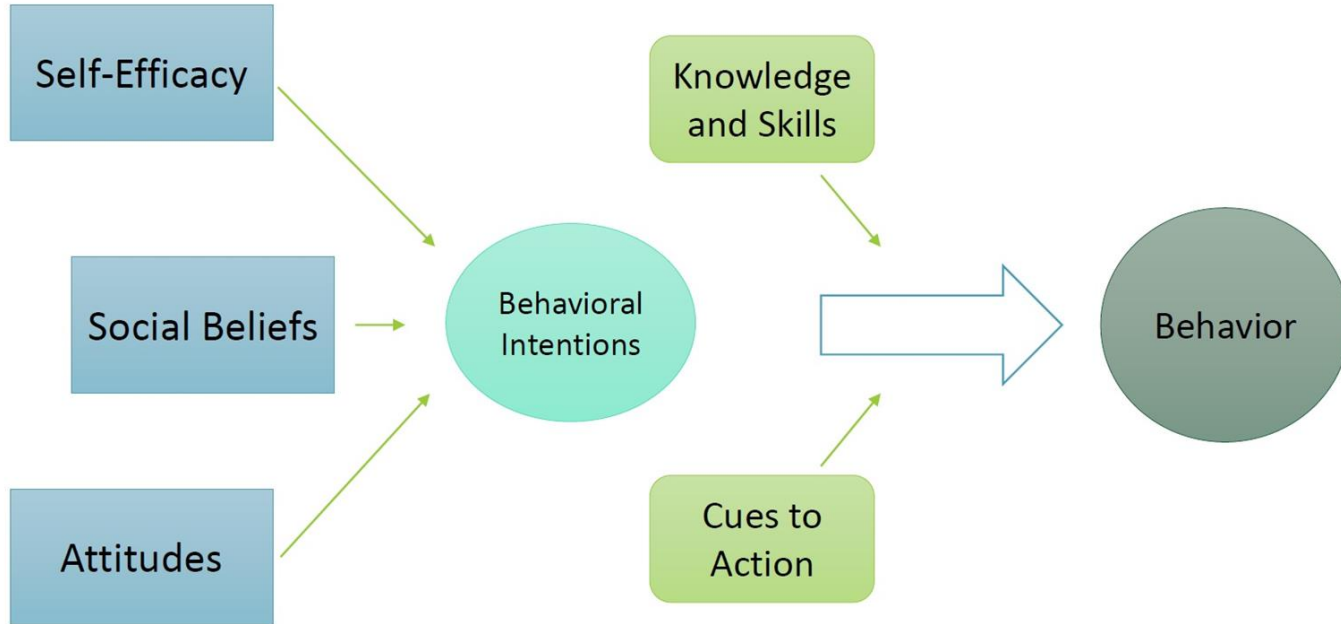 Self-Efficacy
Knowledge
and Skills
Social Beliefs
Behavioral
Intentions
Behavior
Attitudes
Cues to
Action